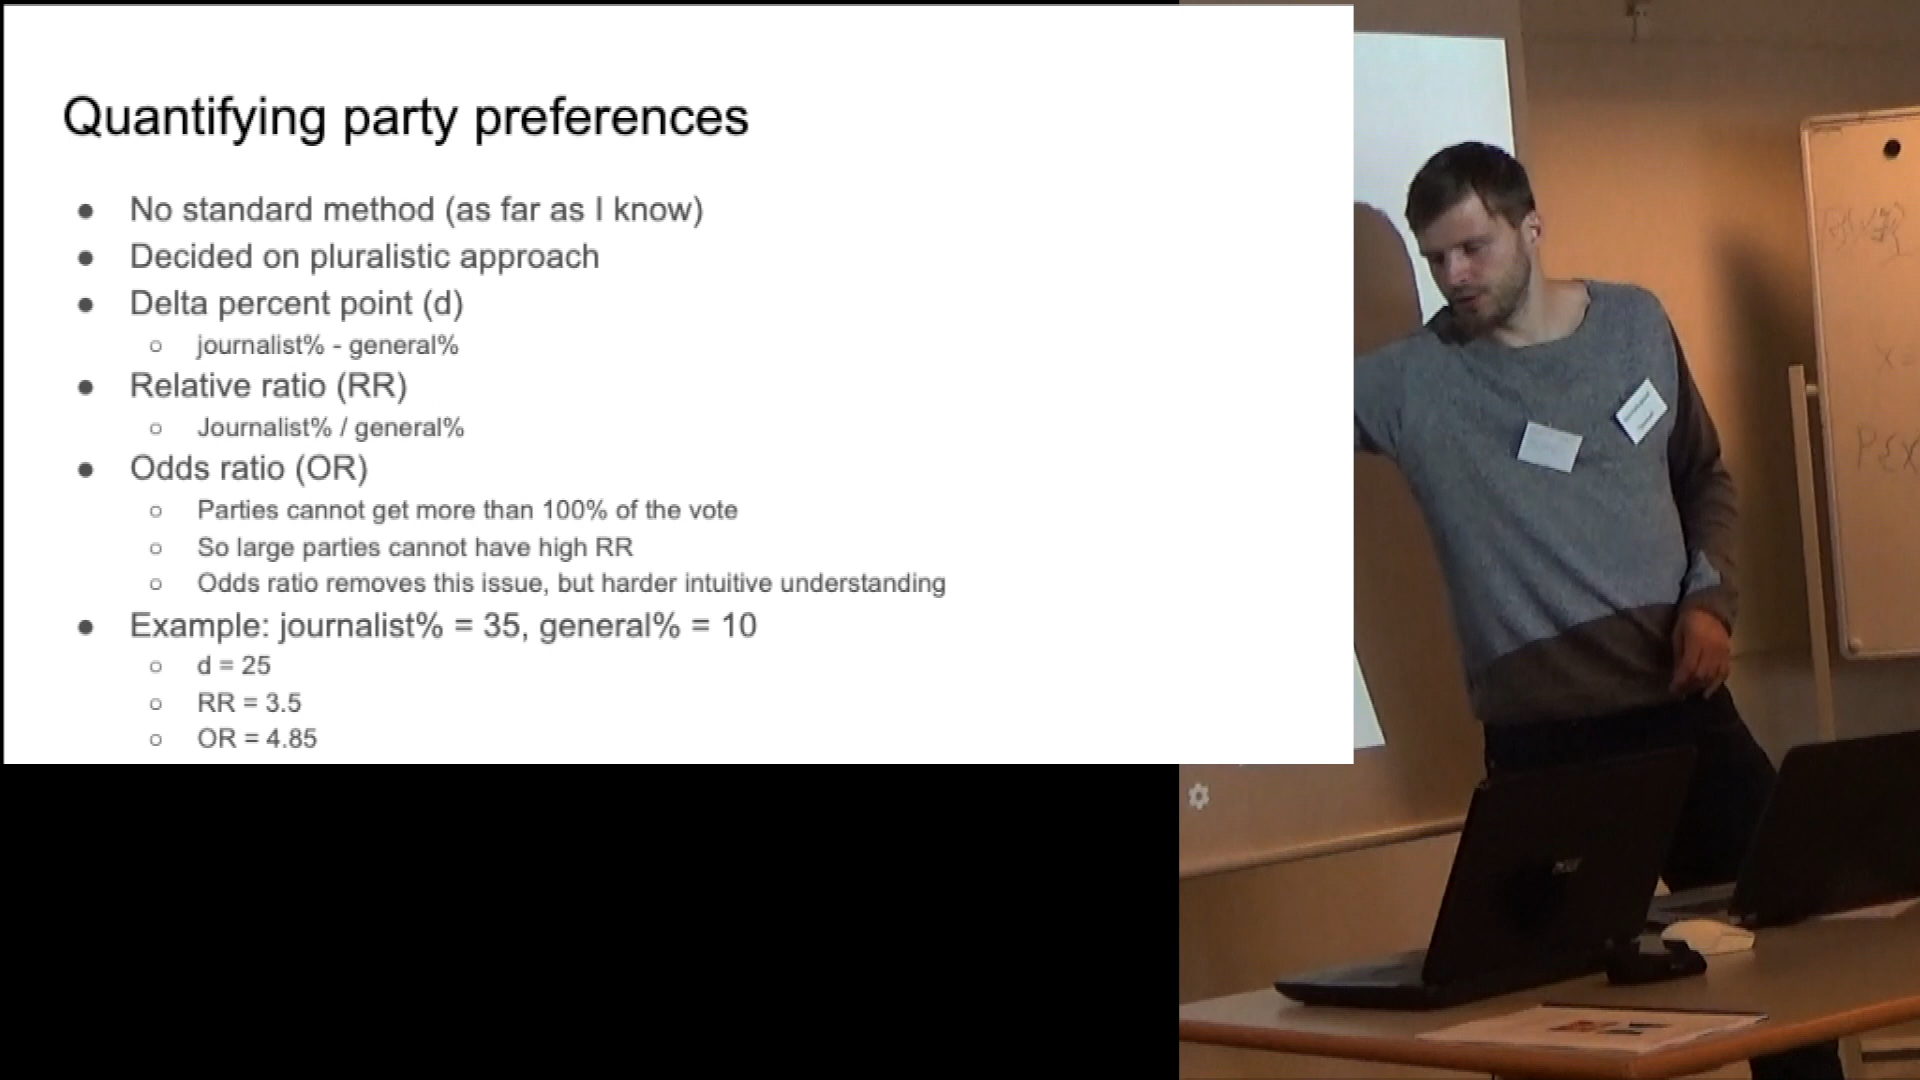 Quantifying party preferences
● No standard method (as far as I know)
● Decided on pluralistic approach
● Delta percent point (d)
○ journalist% - general%
● Relative ratio (RR)
○ Journalist% / general%
● Odds ratio (OR)
○ Parties cannot get more than 100% of the vote
○ So large parties cannot have high RR
○ Odds ratio removes this issue, but harder intuitive understanding
● Example: journalist% = 35, general% = 10
○ d = 25
○ RR = 3.5
○ OR = 4.85
acer